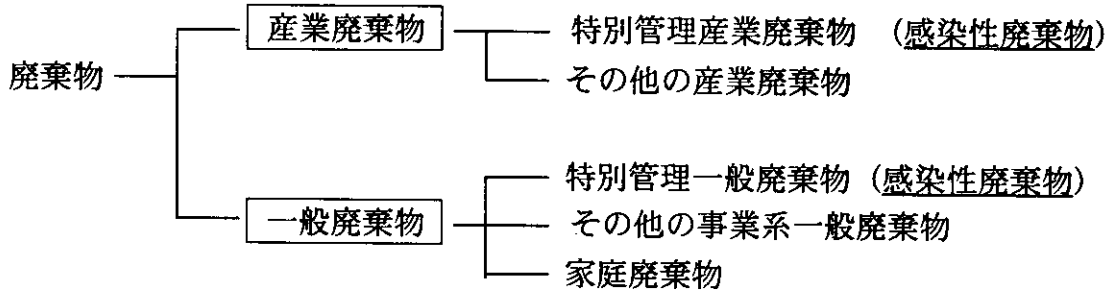 産業廃棄物
特別管理産業廃棄物 (感染性廃棄物)
廃棄物
その他の産業廃棄物
特別管理一般廃棄物 (感染性廃棄物)
一般廃棄物
その他の事業系一般廃棄物
家庭廃棄物